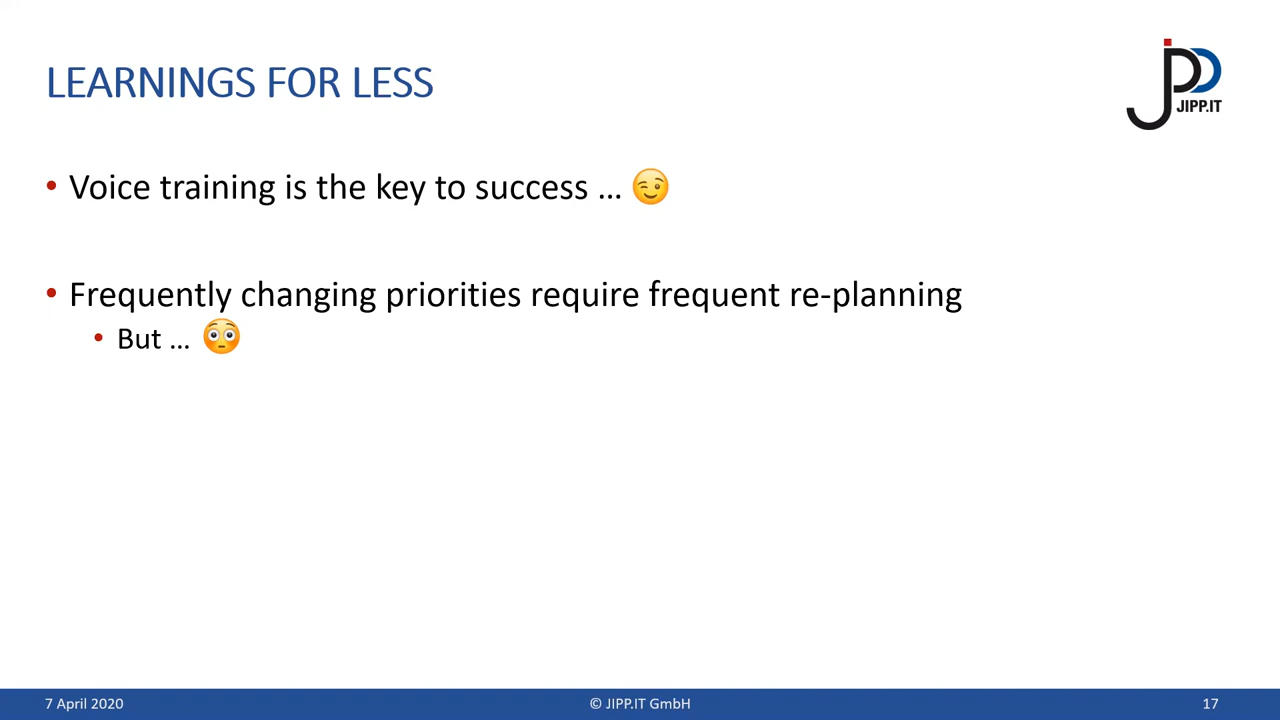 LEARNINGS FOR LESS
JIPP.IT
• Voice training is the key to success … 😉
• Frequently changing priorities require frequent re-planning
• But … 😳
7 April 2020
© JIPP.IT GmbH
17